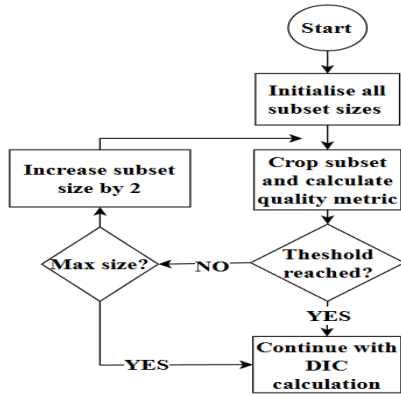 Start
Initialise all
subset sizes
Increase subset
size by 2
Crop subset
and calculate
quality metric
Max size?
NO
Theshold
reached?
YES
YES
Continue with
DIC
calculation